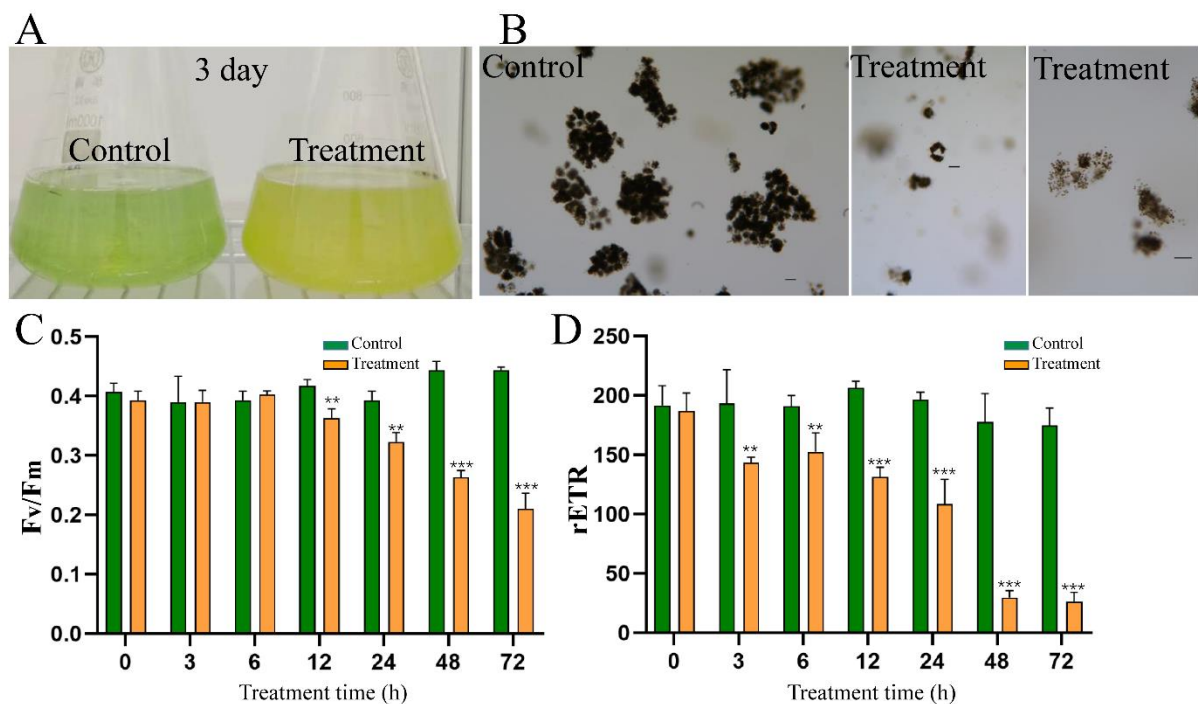 A
3 day
Control
Treatment
B
Control
Treatment
Treatment
C
Control
Treatment
Fv/Fm
0.5
0.4
0.3
0.2
0.1
0.0
**
**
***
***
0 3 6 12 24 48 72
Treatment time (h)
D
Control
Treatment
rETR
250
200
150
100
50
0
**
**
***
***
***
***
0 3 6 12 24 48 72
Treatment time (h)